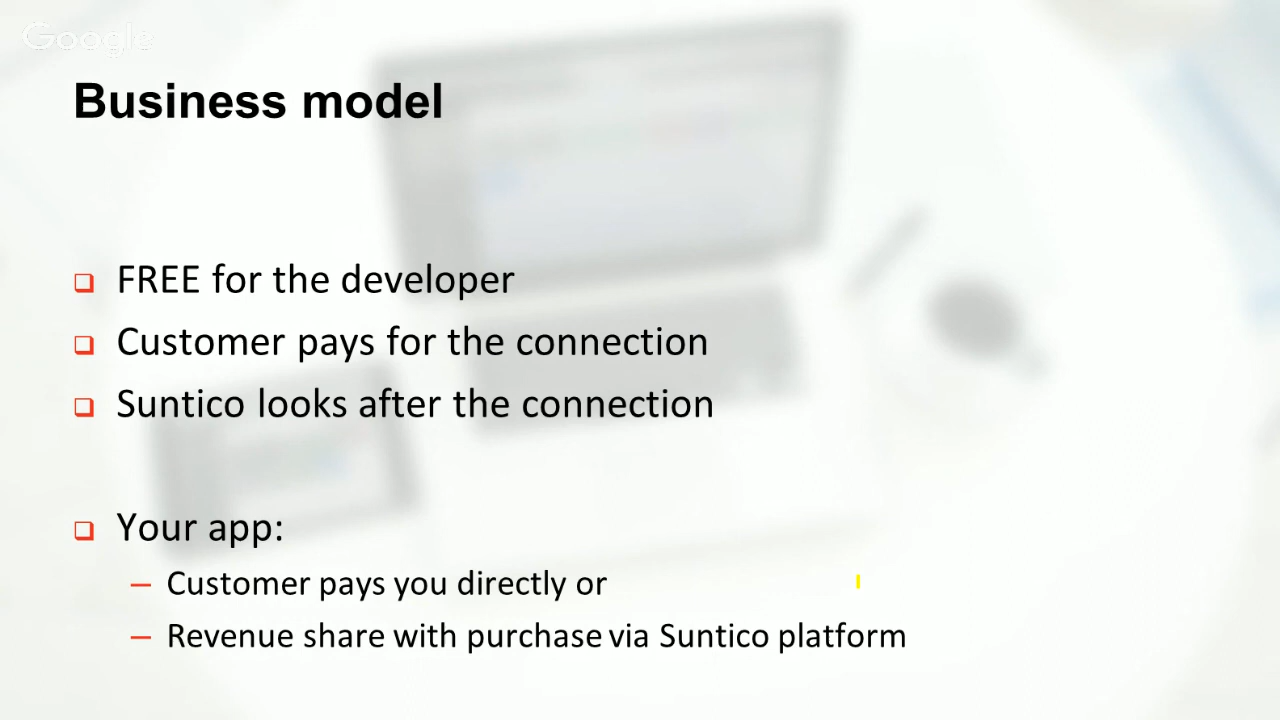 Google
Business model
FREE for the developer
Customer pays for the connection
Suntico looks after the connection
Your app:
– Customer pays you directly or
– Revenue share with purchase via Suntico platform